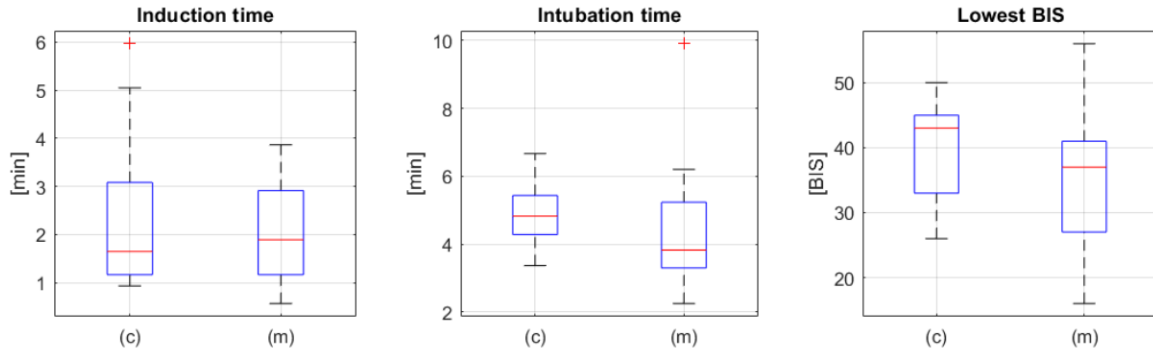 Induction time
[min]
6
5
4
3
2
1
(c) (m)
Intubation time
[min]
10
8
6
4
2
(c) (m)
Lowest BIS
[BIS]
50
40
30
20
(c) (m)